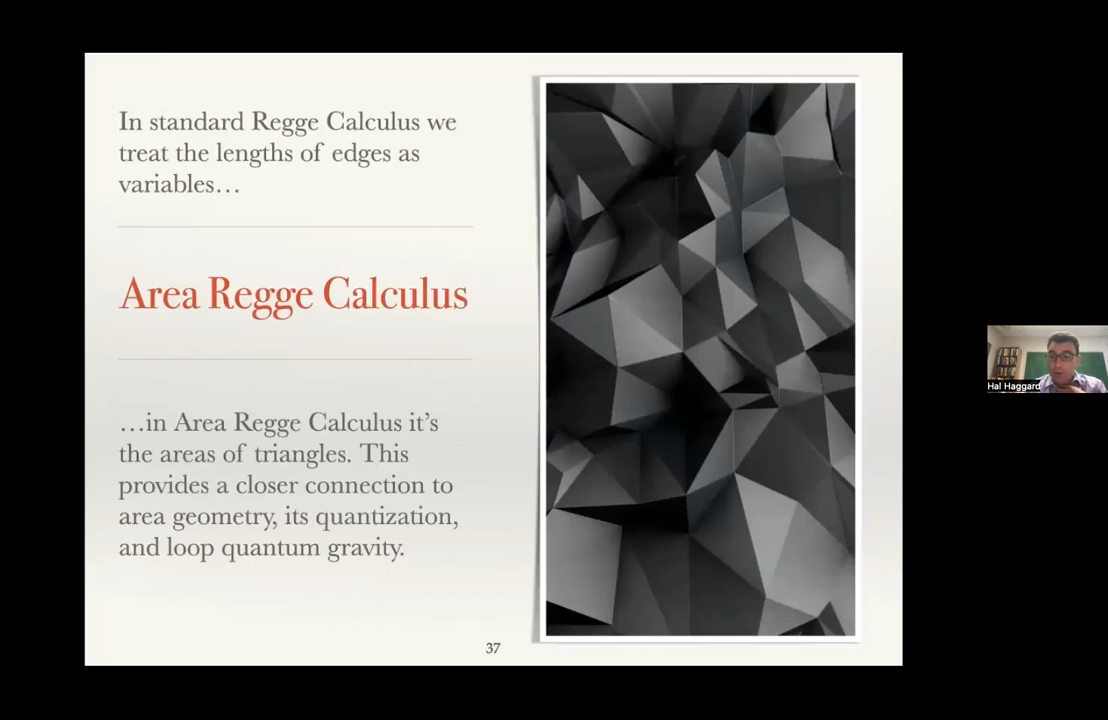 In standard Regge Calculus we
treat the lengths of edges as
variables…
Area Regge Calculus
…in Area Regge Calculus it’s
the areas of triangles. This
provides a closer connection to
area geometry, its quantization,
and loop quantum gravity.
37
Hal Haggard